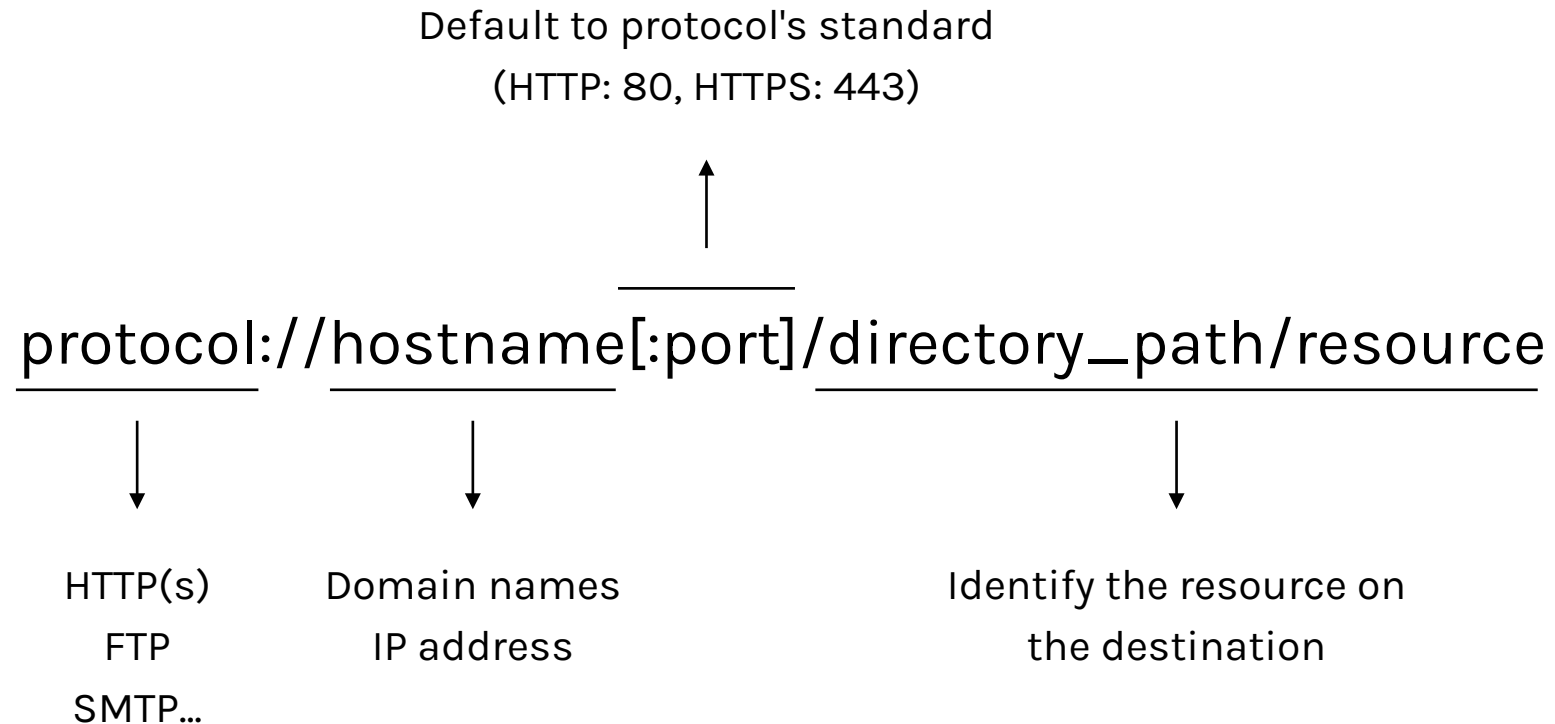 Default to protocol's standard
(HTTP: 80, HTTPS: 443)
protocol://hostname[:port]/directory_path/resource
HTTP(s)
FTP
SMTP...
Domain names
IP address
Identify the resource on
the destination